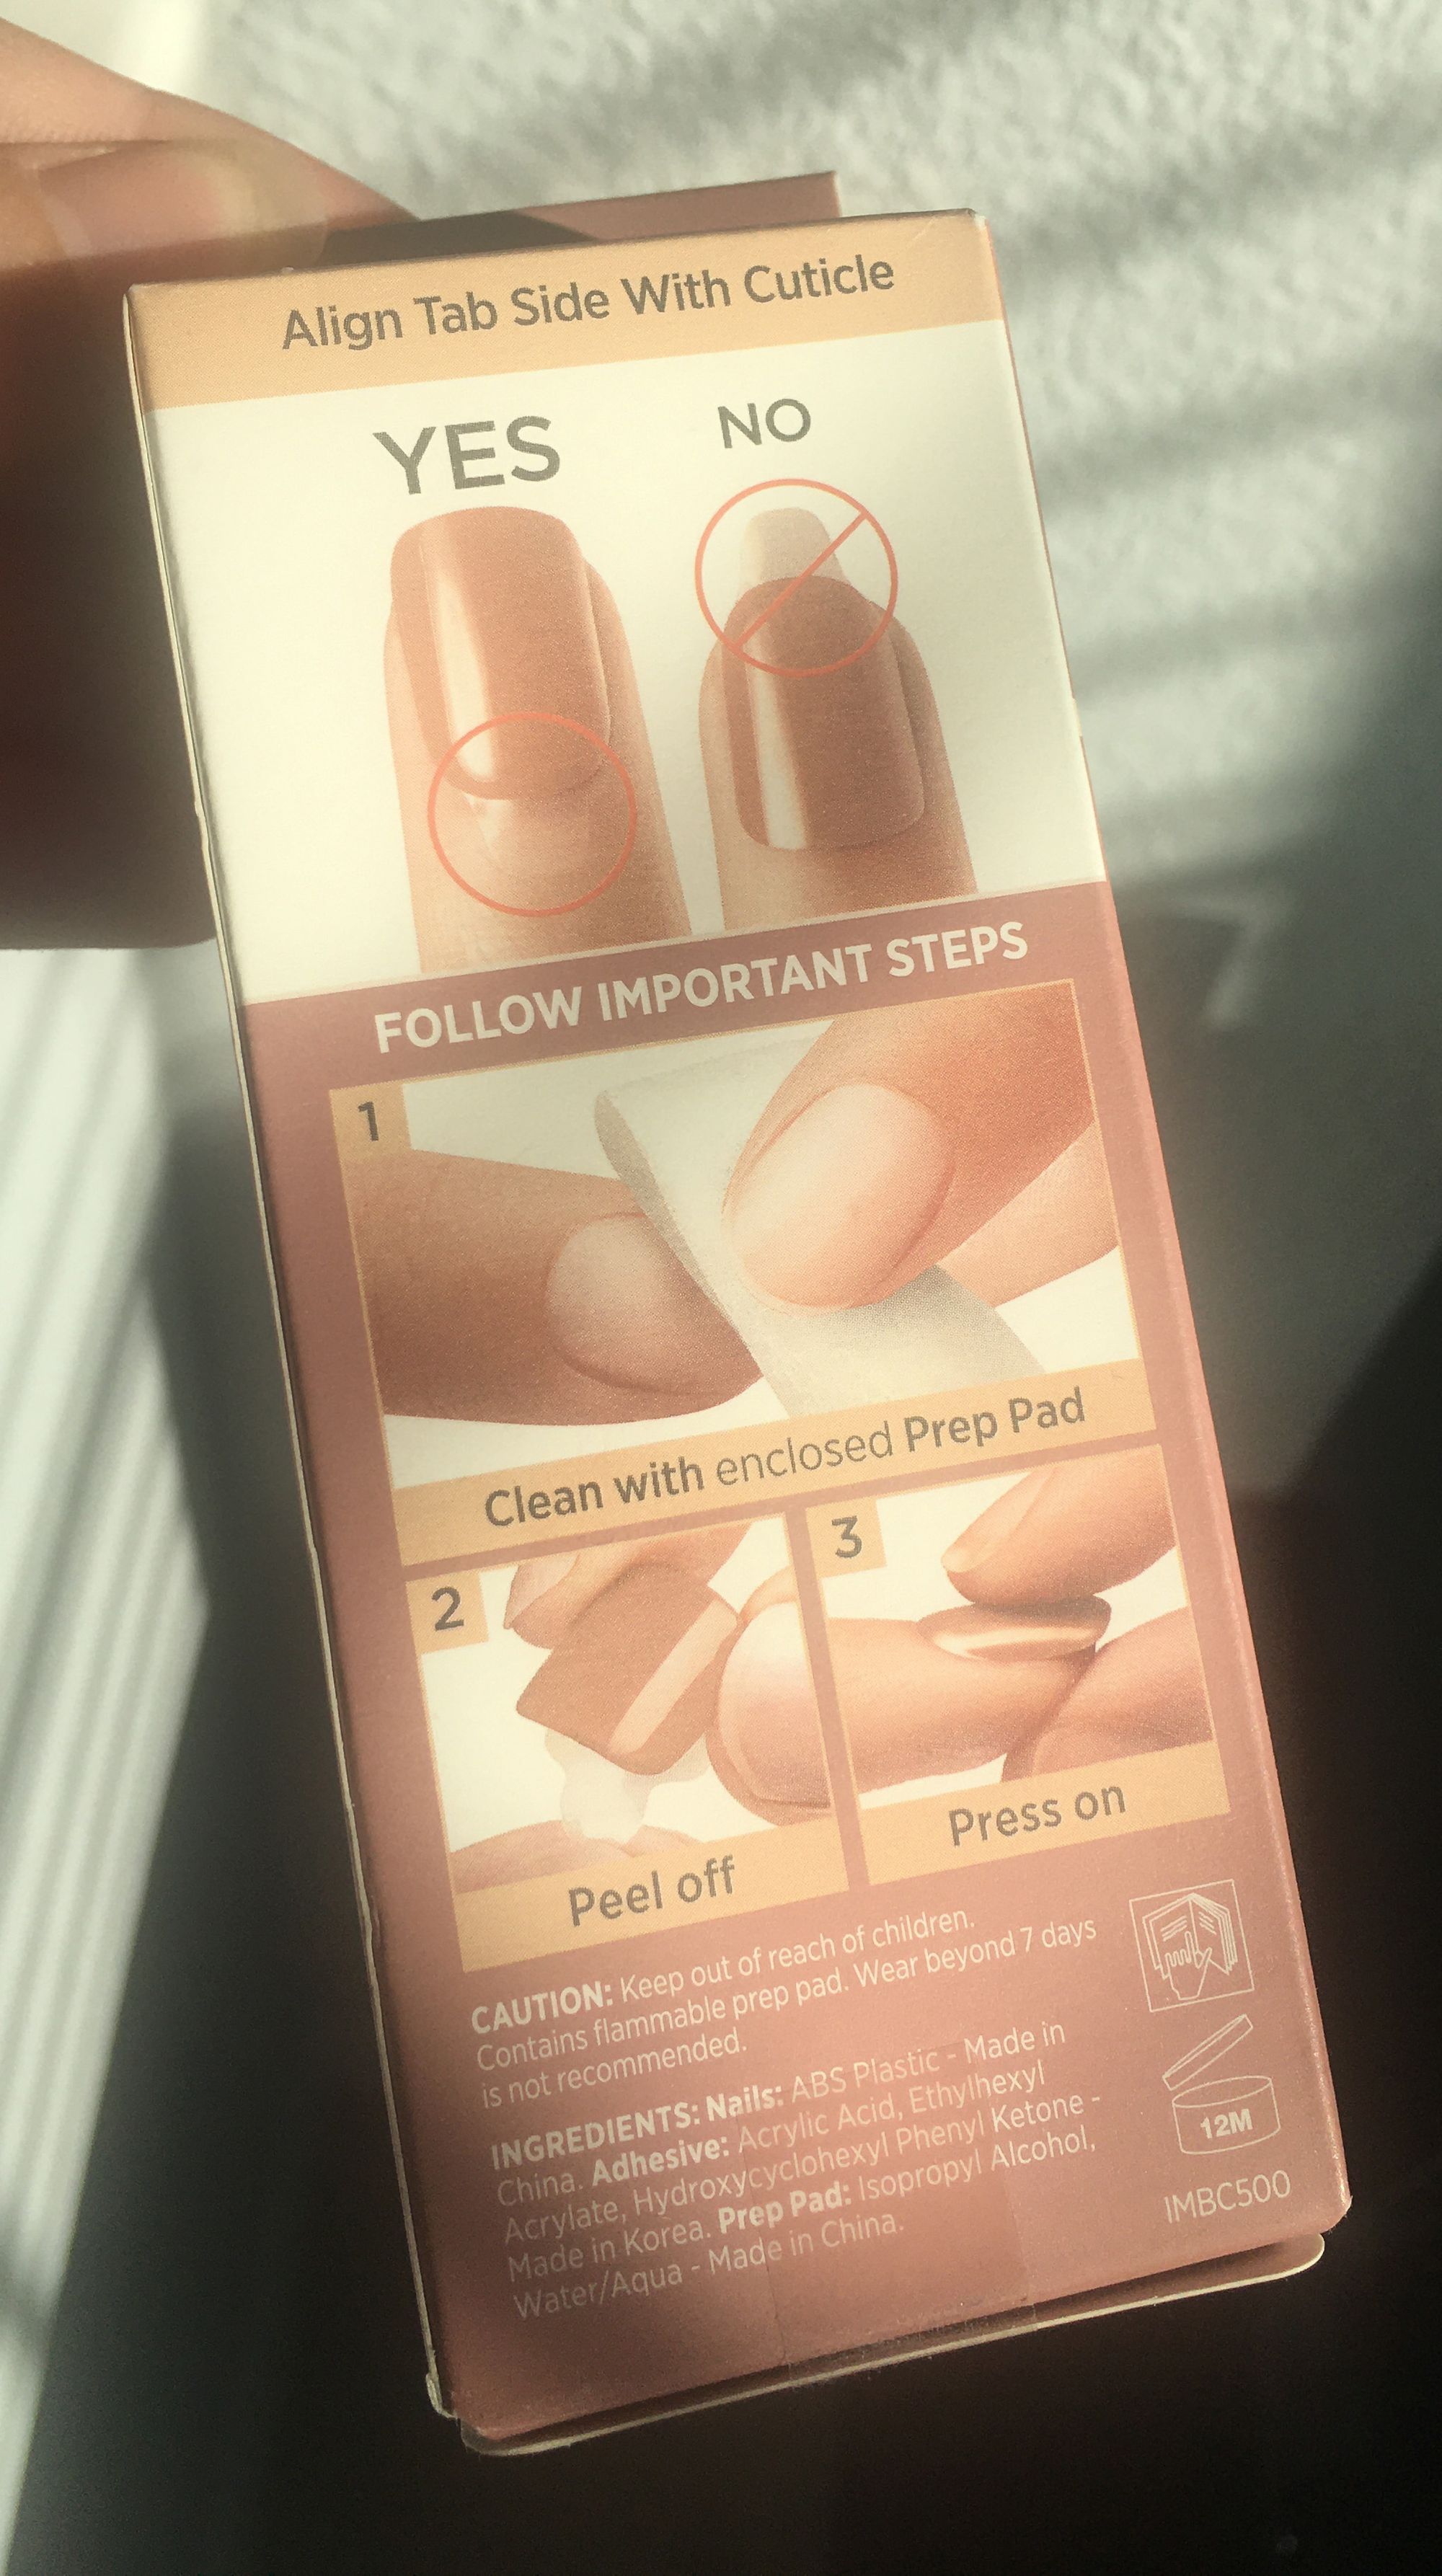 Align Tab Side With Cuticle
YES
NO
FOLLOW IMPORTANT STEPS
1
Clean with enclosed Prep Pad
2
Peel off
3
Press on
CAUTION: Keep out of reach of children.
Contains flammable prep pad. Wear beyond 7 days
is not recommended.
INGREDIENTS: Nails: ABS Plastic - Made in
China. Adhesive: Acrylic Acid, Ethylhexyl
Acrylate, Hydroxycyclohexyl Phenyl Ketone -
Made in Korea. Prep Pad: Isopropyl Alcohol,
Water/Aqua - Made in China.
12M
IMBC500